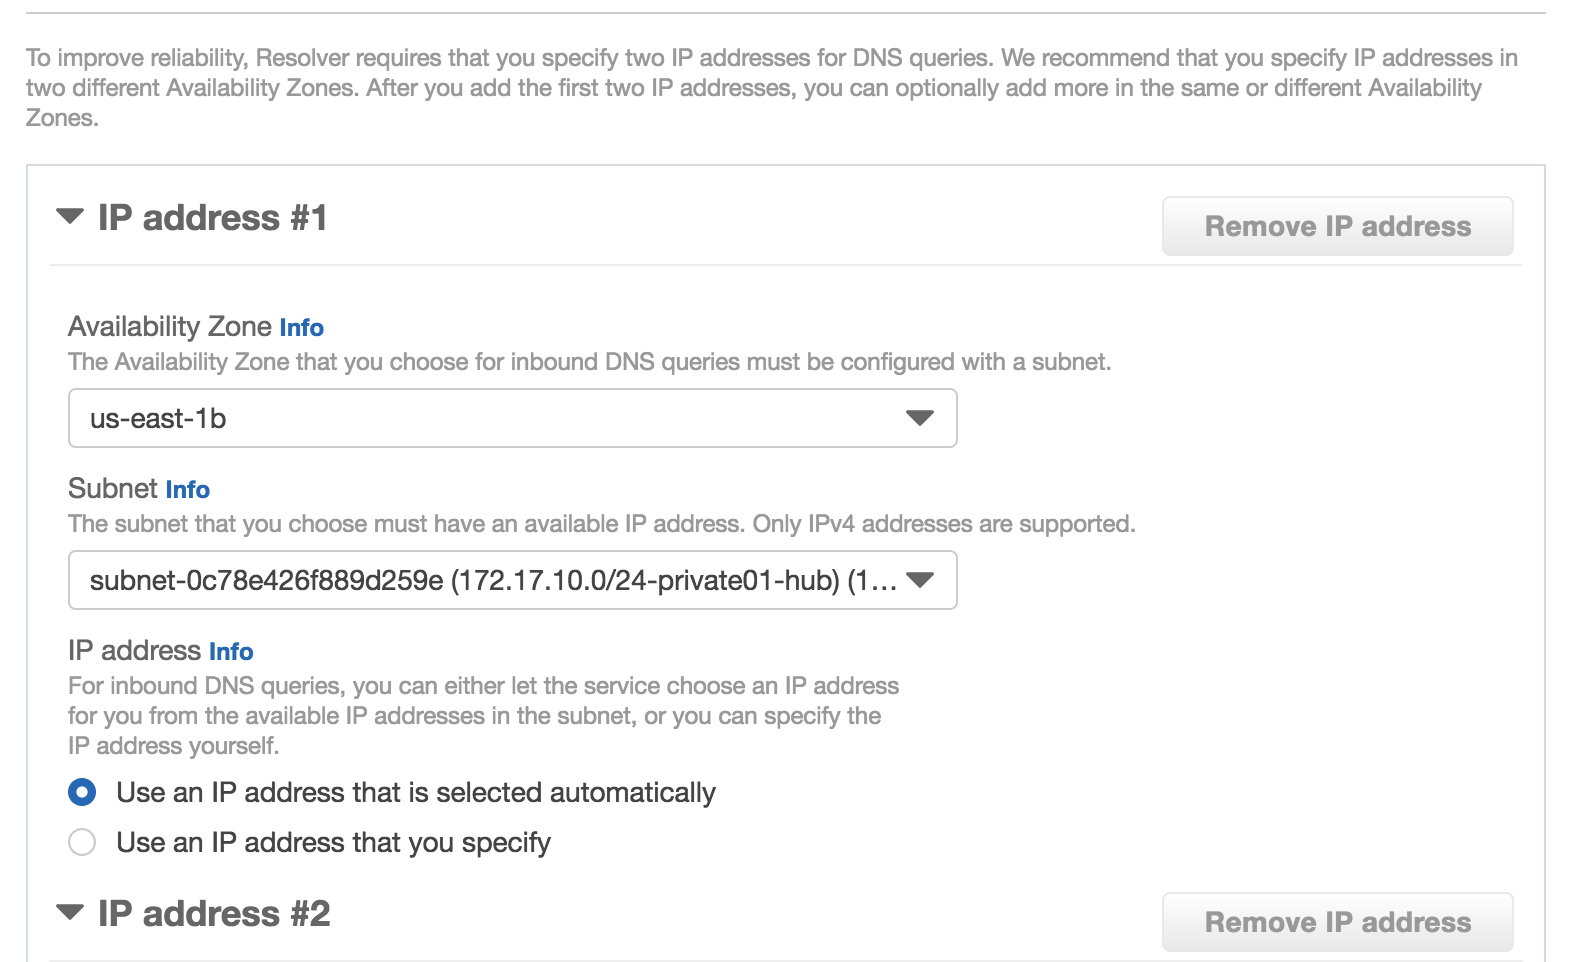 To improve reliability, Resolver requires that you specify two IP addresses for DNS queries. We recommend that you specify IP addresses in
two different Availability Zones. After you add the first two IP addresses, you can optionally add more in the same or different Availability
Zones.
IP address #1
Remove IP address
Availability Zone Info
The Availability Zone that you choose for inbound DNS queries must be configured with a subnet.
us-east-1b
Subnet Info
The subnet that you choose must have an available IP address. Only IPv4 addresses are supported.
subnet-0c78e426f889d259e (172.17.10.0/24-private01-hub) (1...
IP address Info
For inbound DNS queries, you can either let the service choose an IP address
for you from the available IP addresses in the subnet, or you can specify the
IP address yourself.
Use an IP address that is selected automatically
Use an IP address that you specify
IP address #2
Remove IP address